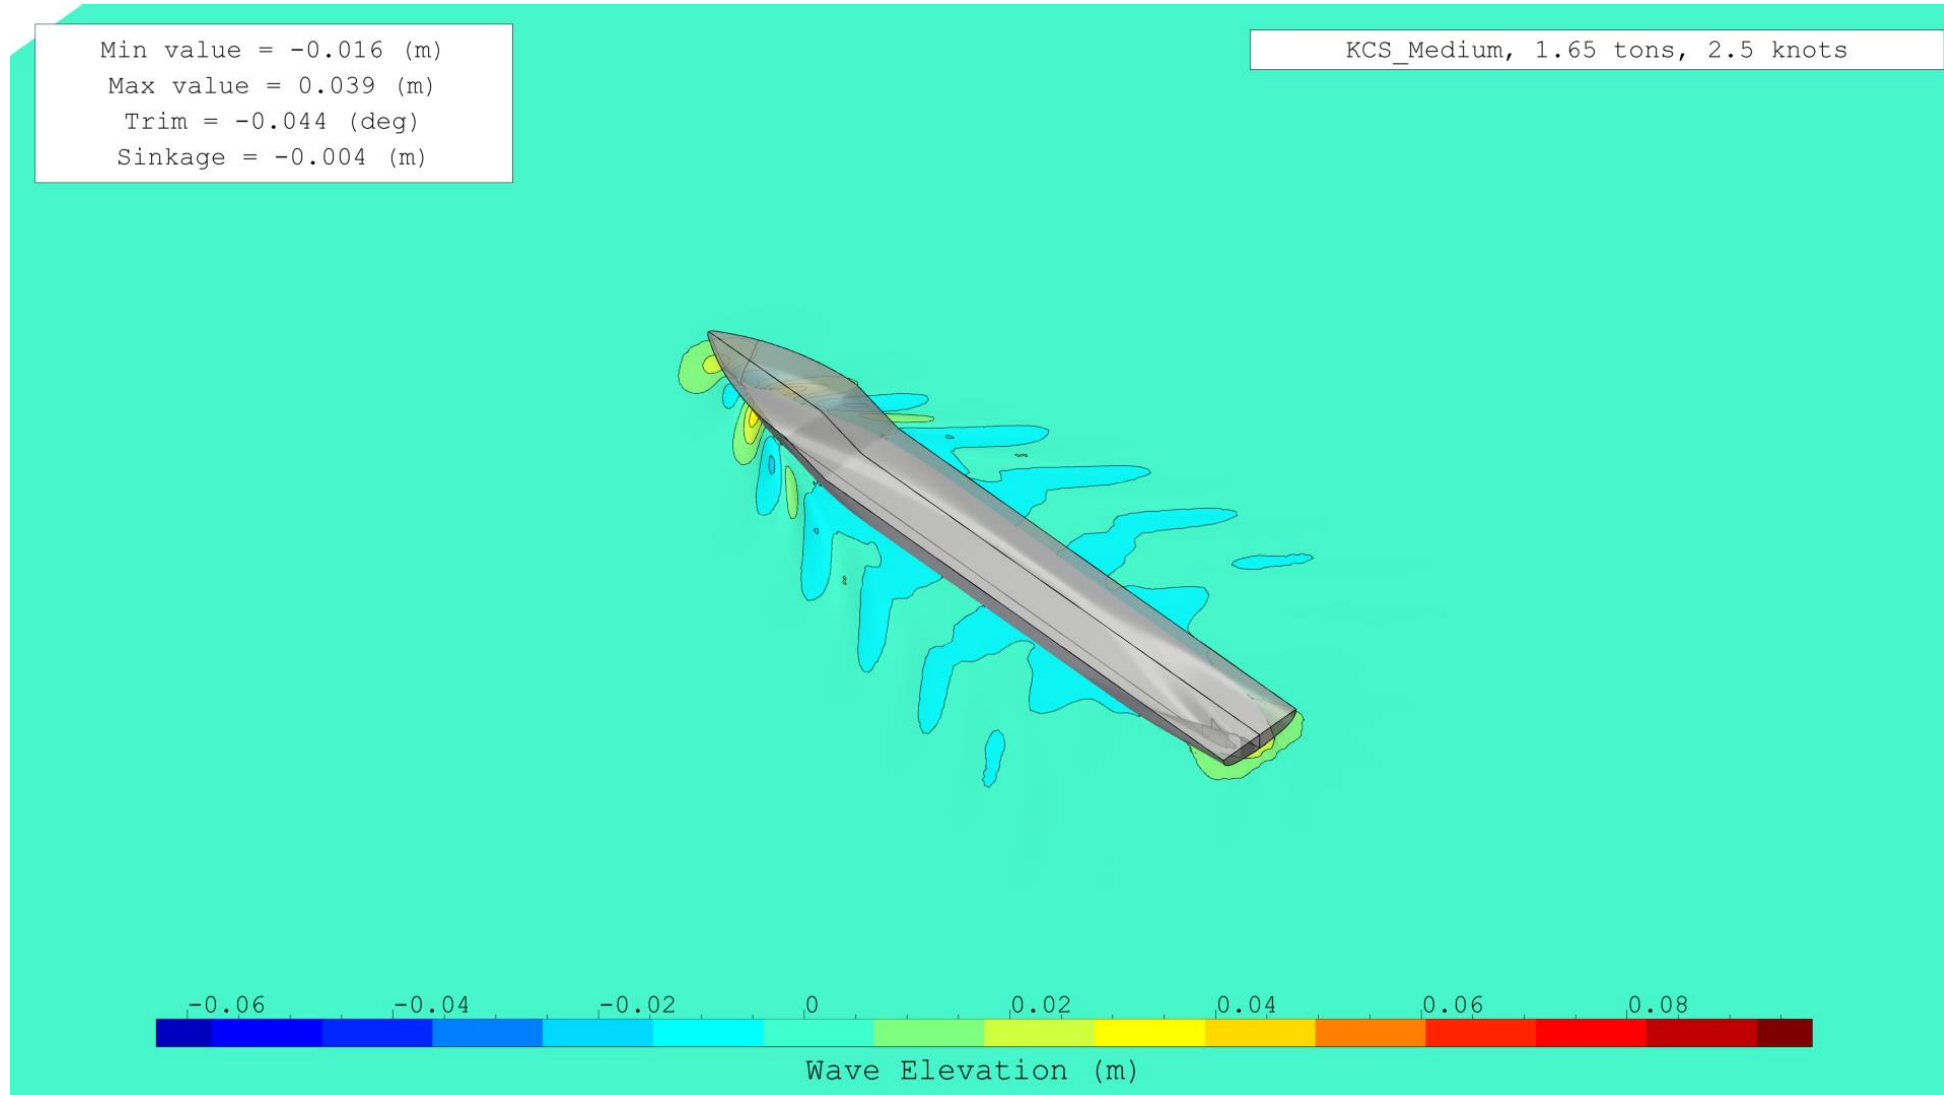 Min value = -0.016 (m)
Max value = 0.039 (m)
Trim = -0.044 (deg)
Sinkage = -0.004 (m)
KCS_Medium, 1.65 tons, 2.5 knots
-0.06 -0.04 -0.02 0 0.02 0.04 0.06 0.08
Wave Elevation (m)